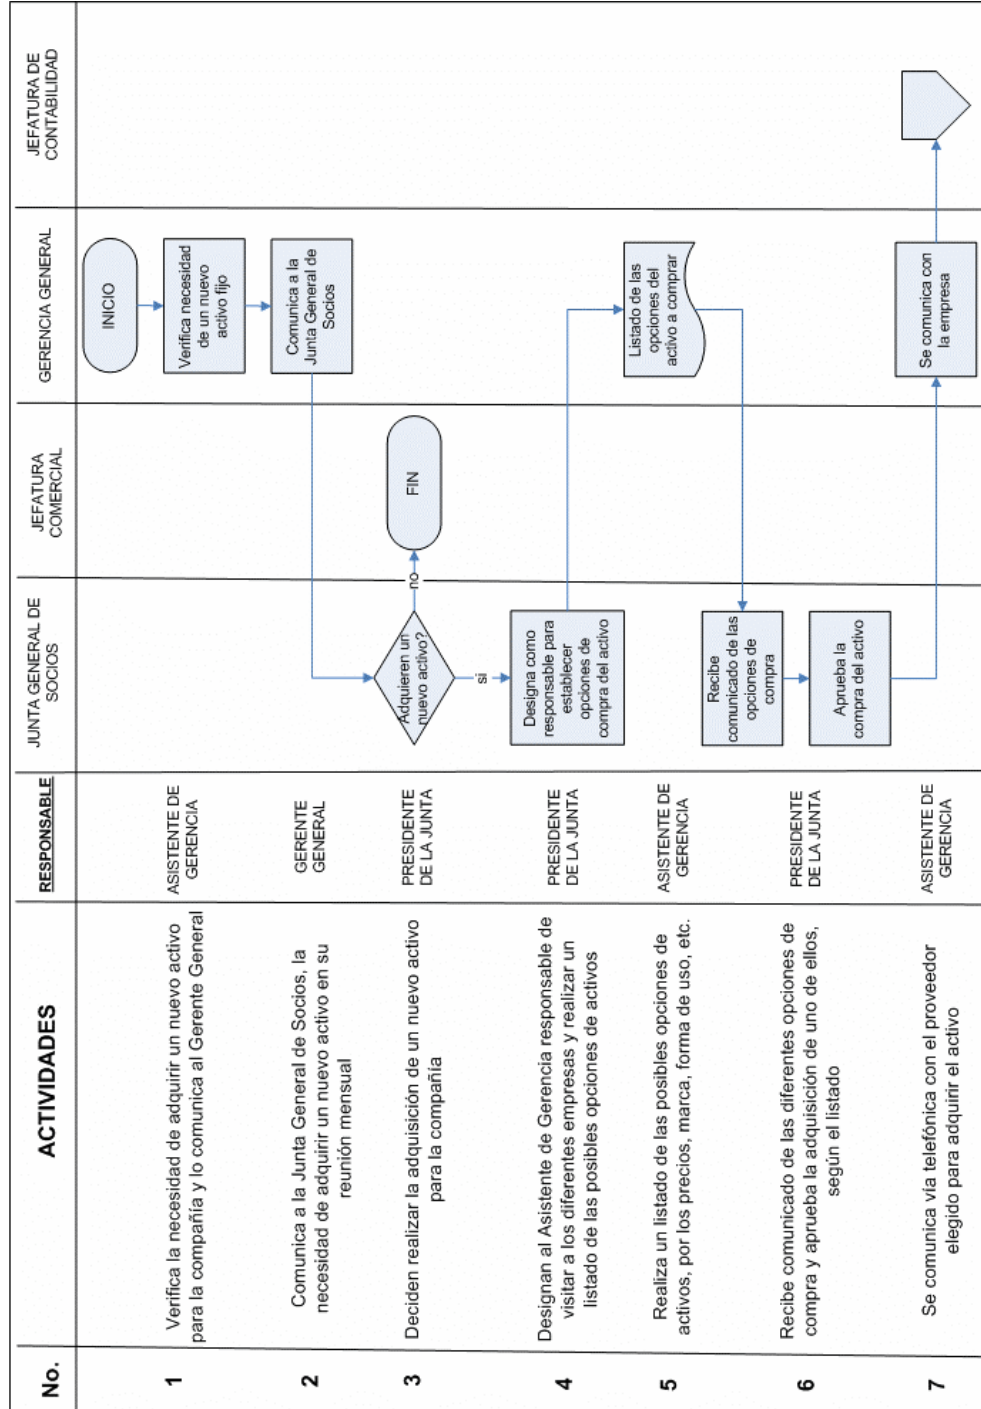 No.
ACTIVIDADES
RESPONSABLE
JUNTA GENERAL DE
SOCIOS
JEFATURA
COMERCIAL
GERENCIA GENERAL
JEFATURA DE
CONTABILIDAD
INICIO
1
Verifica la necesidad de adquirir un nuevo activo
para la compañía y lo comunica al Gerente General
ASISTENTE DE
GERENCIA
Verifica necesidad
de un nuevo
activo fijo
2
Comunica a la Junta General de Socios, la
necesidad de adquirir un nuevo activo en su
reunión mensual
GERENTE
GENERAL
Comunica a la
Junta General de
Socios
3
Deciden realizar la adquisición de un nuevo activo
para la compañía
PRESIDENTE
DE LA JUNTA
Adquieren un
nuevo activo?
no
FIN
si
4
Designan al Asistente de Gerencia responsable de
visitar a los diferentes empresas y realizar un
listado de las posibles opciones de activos
PRESIDENTE
DE LA JUNTA
Designa como
responsable para
establecer
opciones de
compra del activo
5
Realiza un listado de las posibles opciones de
activos, por los precios, marca, forma de uso, etc.
ASISTENTE DE
GERENCIA
Listado de las
opciones del
activo a comprar
6
Recibe comunicado de las diferentes opciones de
compra y aprueba la adquisición de uno de ellos,
según el listado
PRESIDENTE
DE LA JUNTA
Recibe
comunicado de las
opciones de
compra
Aprueba la
compra del activo
7
Se comunica vía telefónica con el proveedor
elegido para adquirir el activo
ASISTENTE DE
GERENCIA
Se comunica con
la empresa